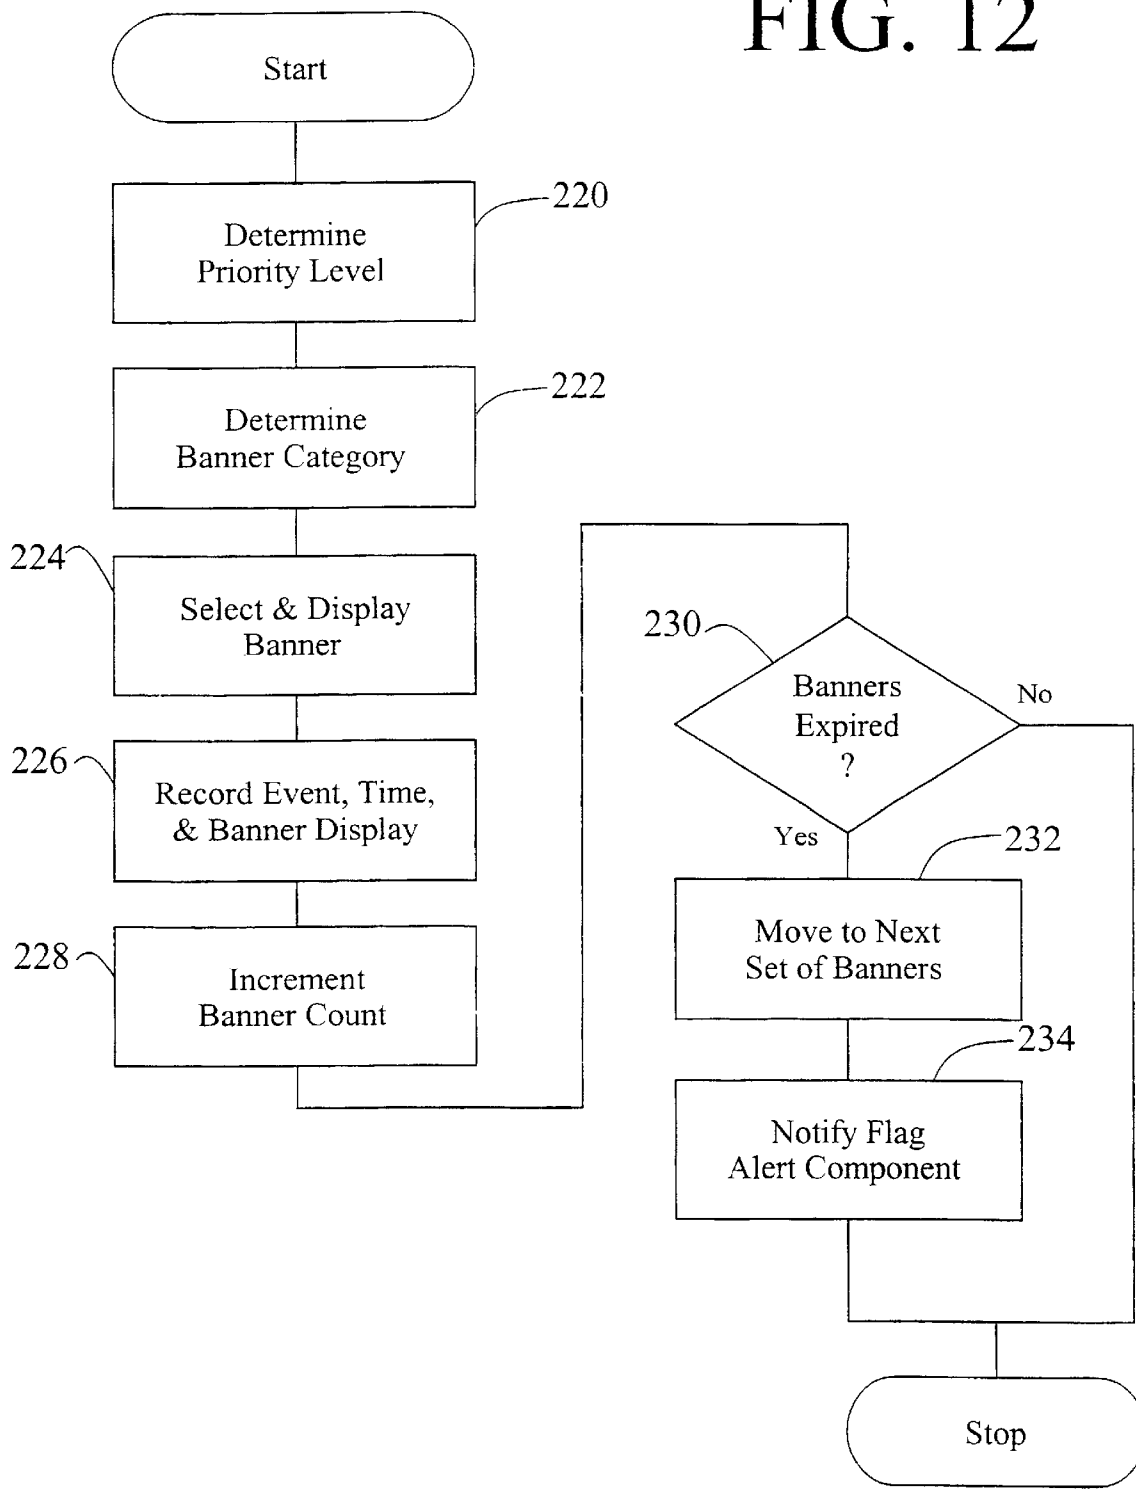 FIG. 12
Start
220
Determine
Priority Level
222
Determine
Banner Category
224
Select & Display
Banner
226
Record Event, Time,
& Banner Display
228
Increment
Banner Count
230
Banners
Expired
?
No
Yes
232
Move to Next
Set of Banners
234
Notify Flag
Alert Component
Stop